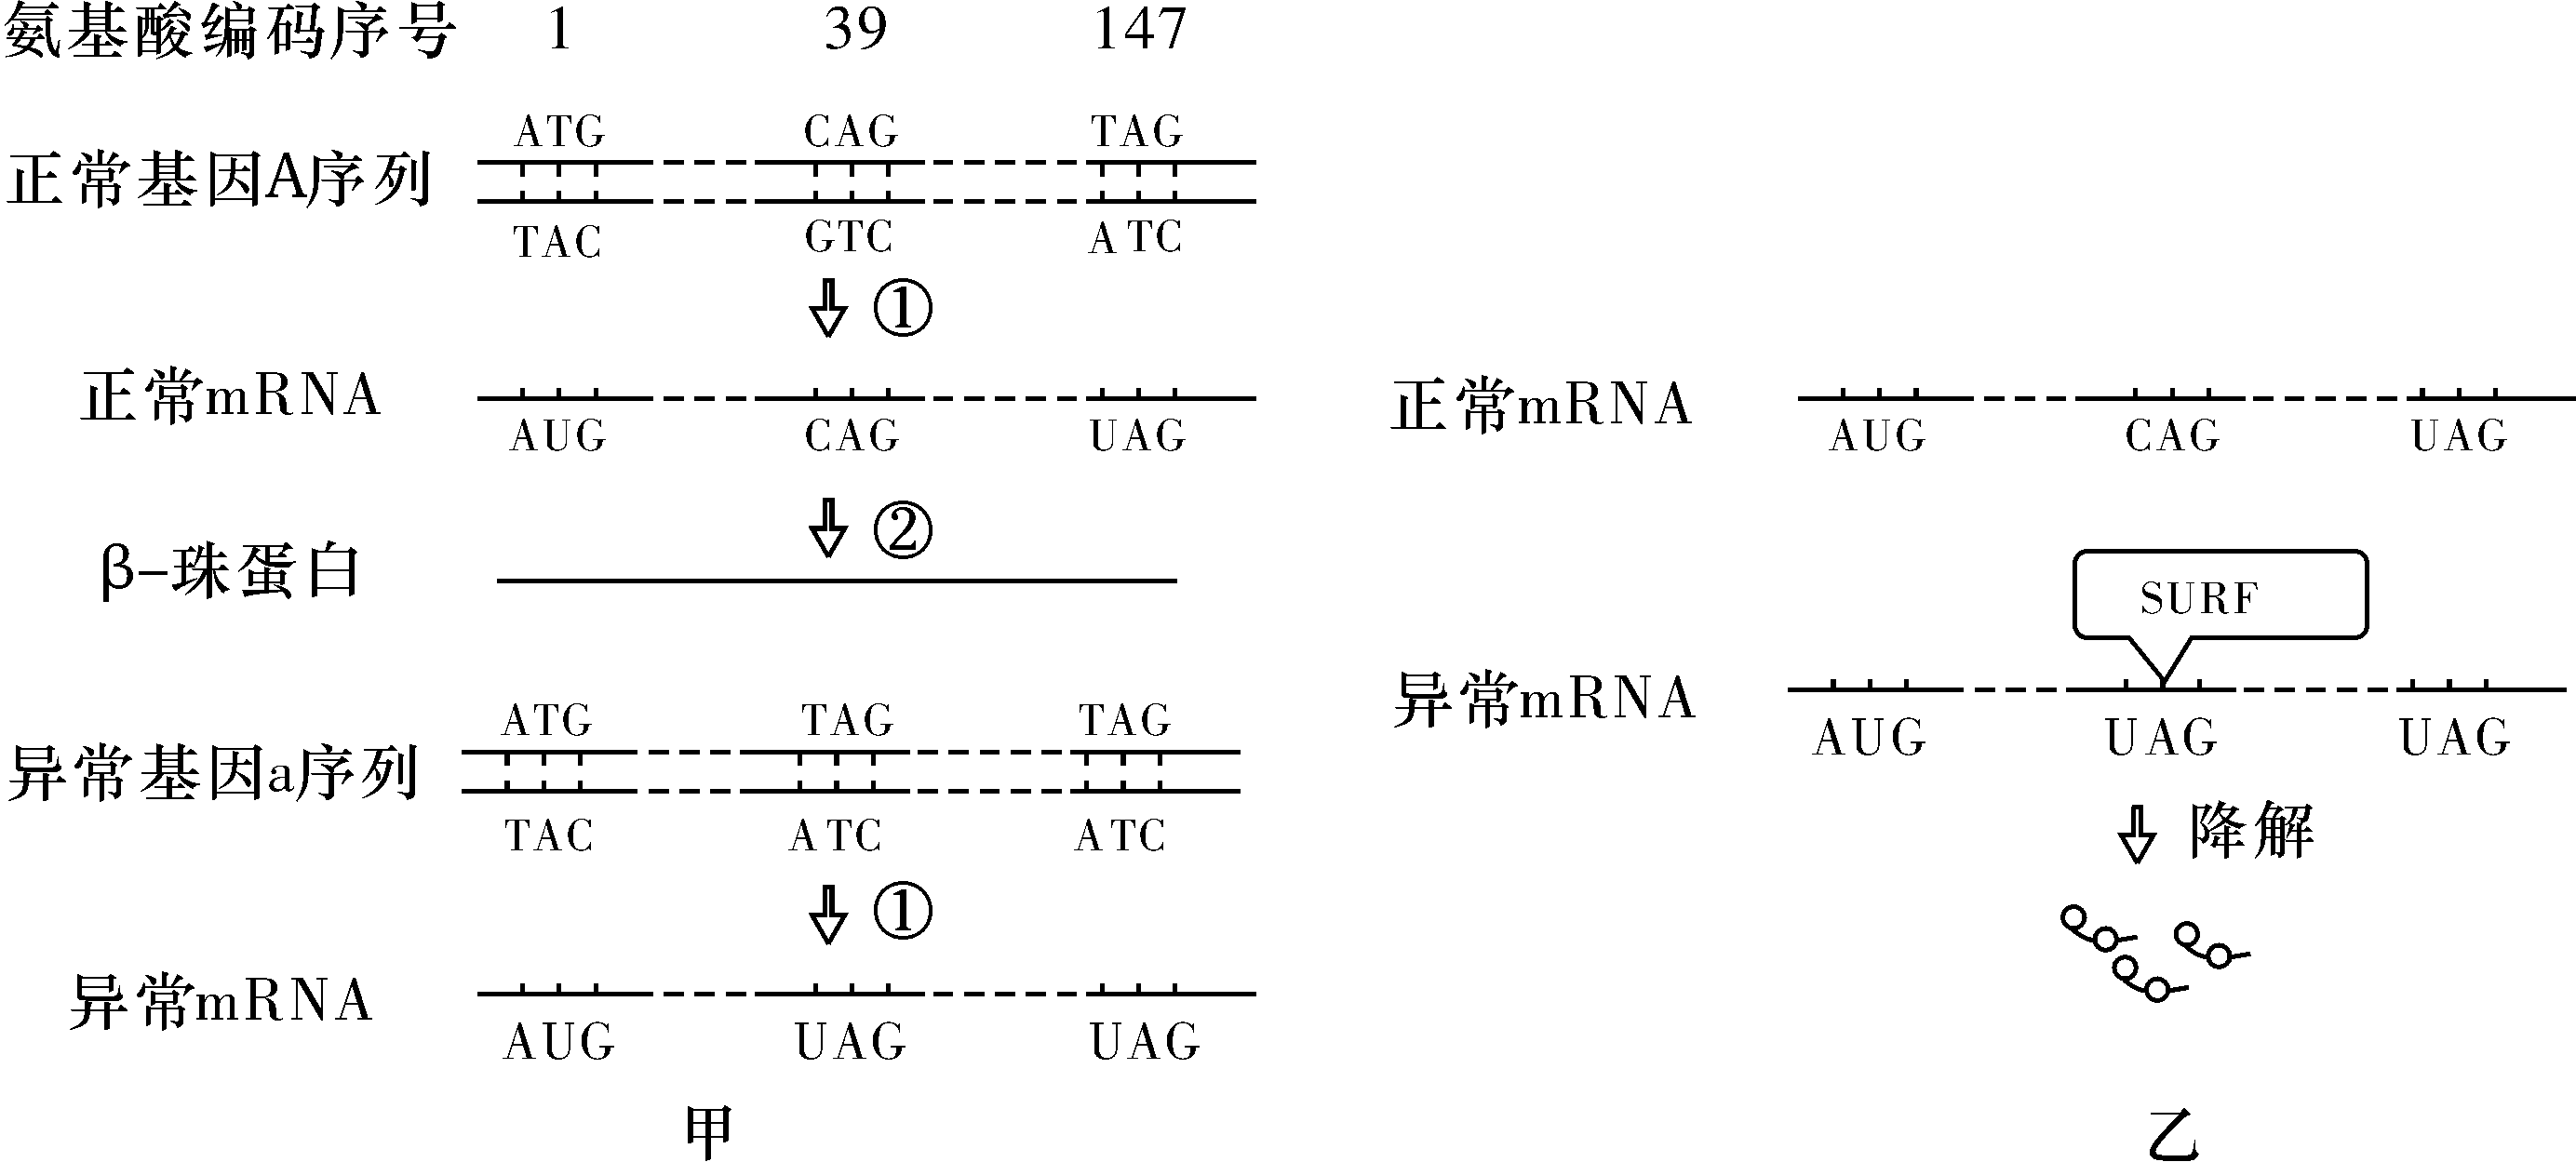 氨基酸编码序号 1 39 147
ATG CAG TAG
正常基因A序列
TAC GTC ATC
①
正常mRNA
AUG CAG UAG
②
β-珠蛋白
ATG TAG TAG
异常基因a序列
TAC ATC ATC
①
异常mRNA
AUG UAG UAG
甲
正常mRNA
AUG CAG UAG
SURF
异常mRNA
AUG UAG UAG
降解
乙